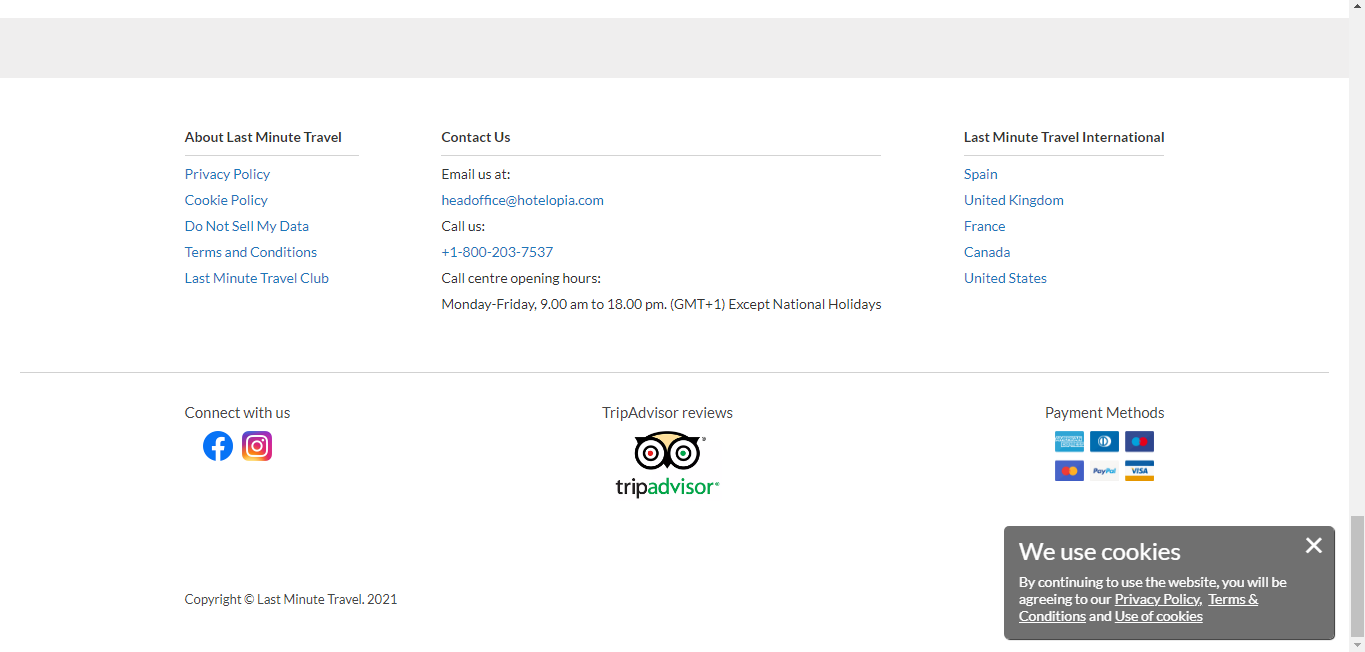 About Last Minute Travel
Privacy Policy
Cookie Policy
Do Not Sell My Data
Terms and Conditions
Last Minute Travel Club
Contact Us
Email us at:
headoffice@hotelopia.com
Call us:
+1-800-203-7537
Call centre opening hours:
Monday-Friday, 9.00 am to 18.00 pm. (GMT+1) Except National Holidays
Last Minute Travel International
Spain
United Kingdom
France
Canada
United States
Connect with us
TripAdvisor reviews
tripadvisor®
Payment Methods
AMERICAN
EXPRESS
PayPal
VISA
Copyright © Last Minute Travel. 2021
We use cookies
By continuing to use the website, you will be
agreeing to our Privacy Policy, Terms &
Conditions and Use of cookies